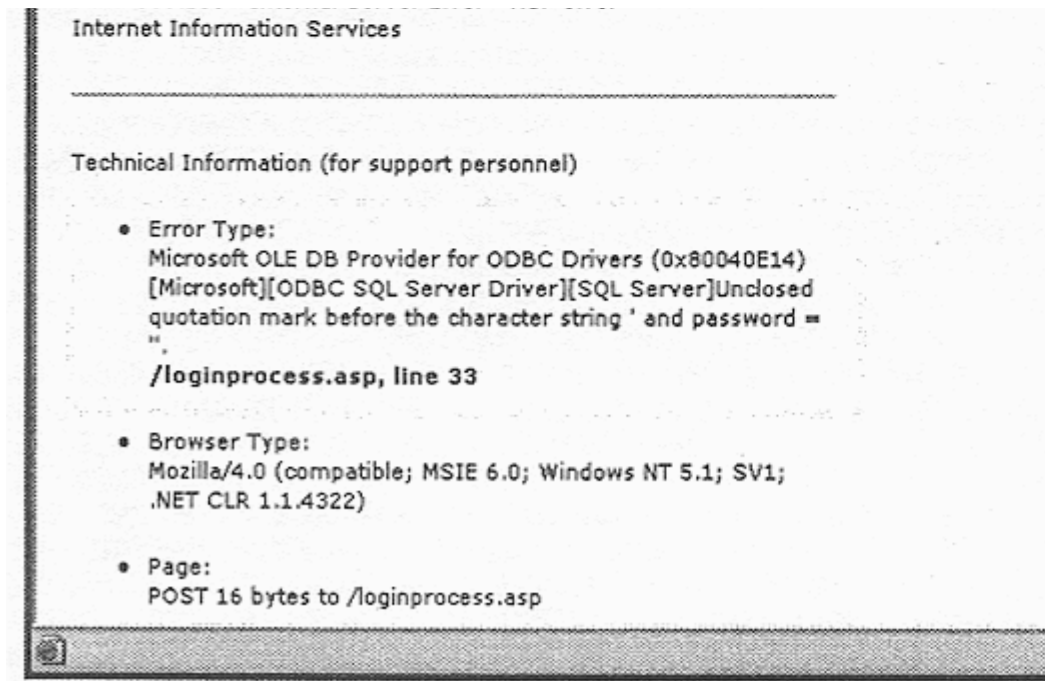 Internet Information Services
Technical Information (for support personnel)
• Error Type:
Microsoft OLE DB Provider for ODBC Drivers (0x80040E14)
[Microsoft][ODBC SQL Server Driver][SQL Server]Unclosed
quotation mark before the character string ' and password =
''.
/loginprocess.asp, line 33
• Browser Type:
Mozilla/4.0 (compatible; MSIE 6.0; Windows NT 5.1; SV1;
.NET CLR 1.1.4322)
• Page:
POST 16 bytes to /loginprocess.asp